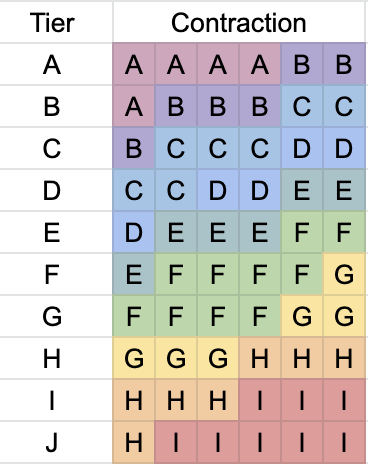 Tier Contraction
A A A A A B B
B A B B B C C
C B C C C D D
D C C D D E E
E D E E E F F
F E F F F F G
G F F F F G G
H G G G H H H
I H H H I I I
J H I I I I I